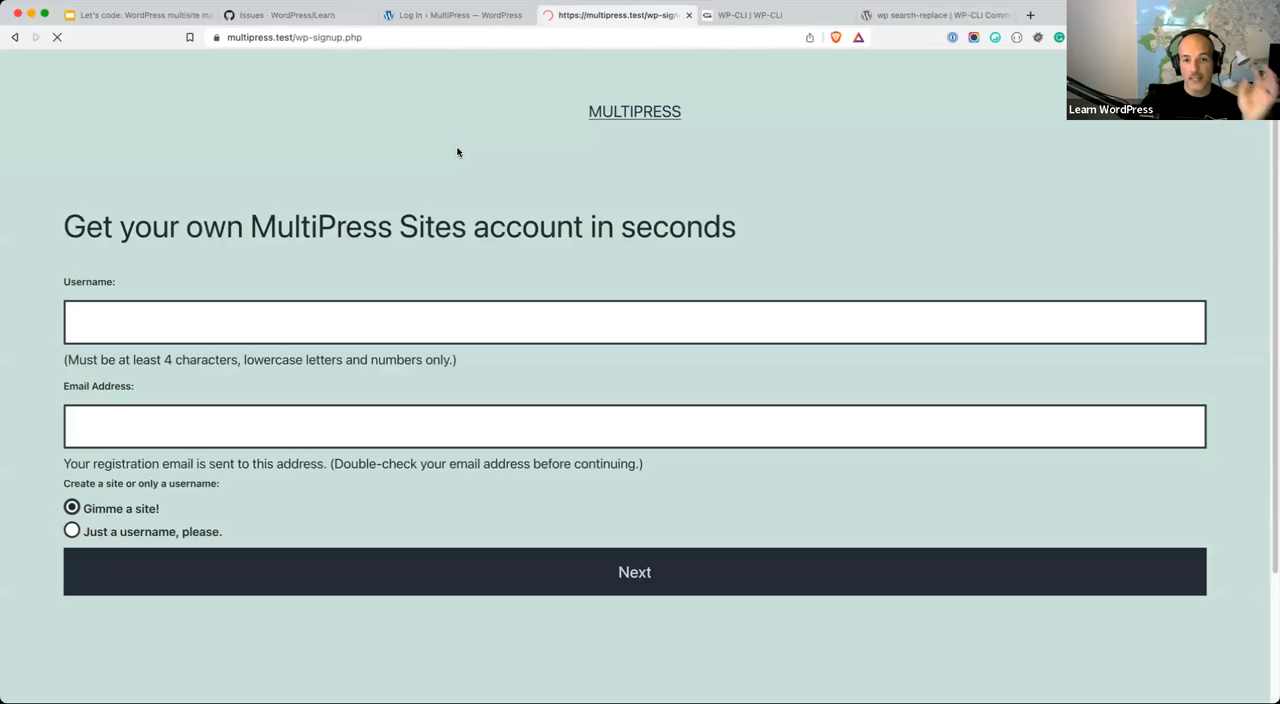 Let's code: WordPress multisite m
Issues · WordPress/Learn
Log In ‹ MultiPress — WordPress
https://multipress.test/wp-sign
WP-CLI | WP-CLI
wp search-replace | WP-CLI Comm
multipress.test/wp-signup.php
Learn WordPress
MULTIPRESS
Get your own MultiPress Sites account in seconds
Username:
(Must be at least 4 characters, lowercase letters and numbers only.)
Email Address:
Your registration email is sent to this address. (Double-check your email address before continuing.)
Create a site or only a username:
Gimme a site!
Just a username, please.
Next